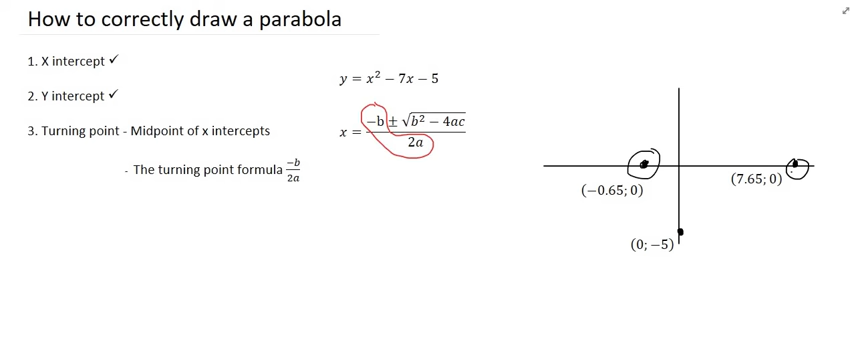 How to correctly draw a parabola
1. X intercept ✓
2. Y intercept ✓
3. Turning point - Midpoint of x intercepts
- The turning point formula −b/2a
y = x² − 7x − 5
x = (−b ± √(b² − 4ac))/2a
(−0.65; 0)
(7.65; 0)
(0; −5)